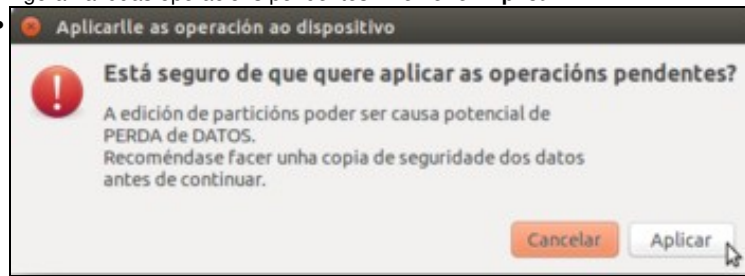 Aplicarlle as operación ao dispositivo
Está seguro de que quere aplicar as operacións pendentes?
A edición de particións poder ser causa potencial de
PERDA de DATOS.
Recoméndase facer unha copia de seguridade dos datos
antes de continuar.
Cancelar Aplicar